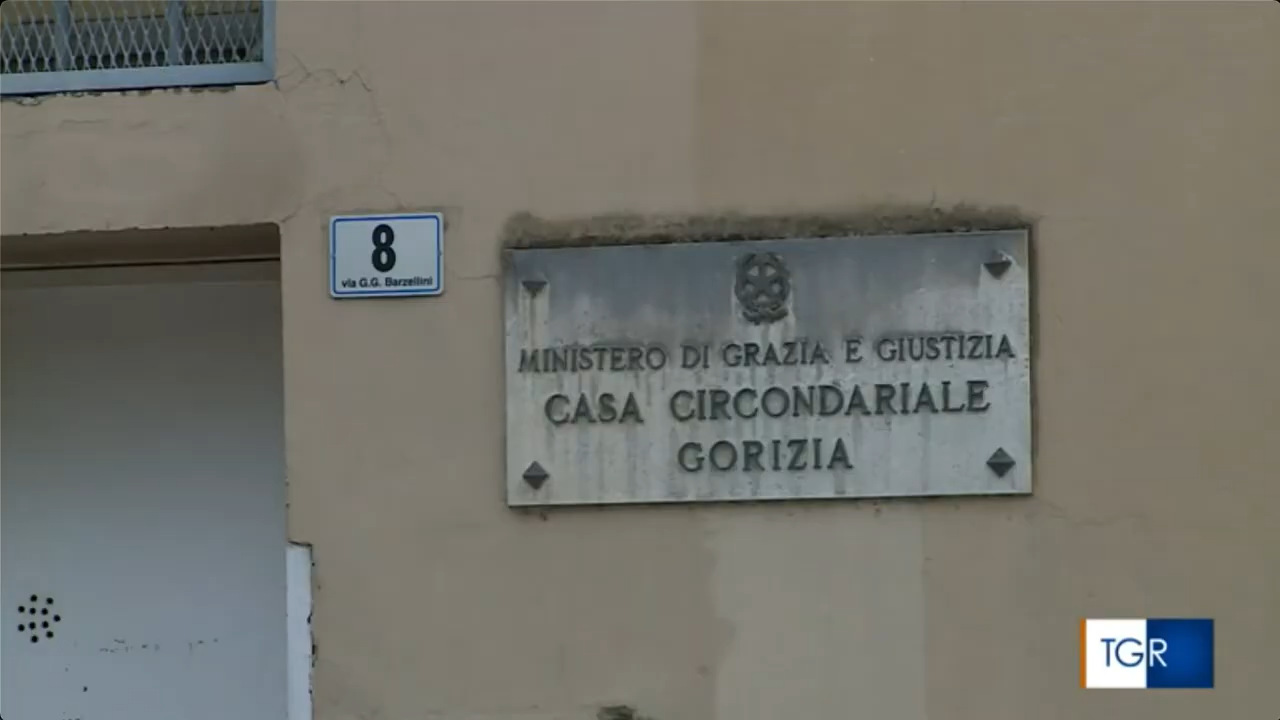 8
via G.G. Barzellini
MINISTERO DI GRAZIA E GIUSTIZIA
CASA CIRCONDARIALE
GORIZIA
TGR